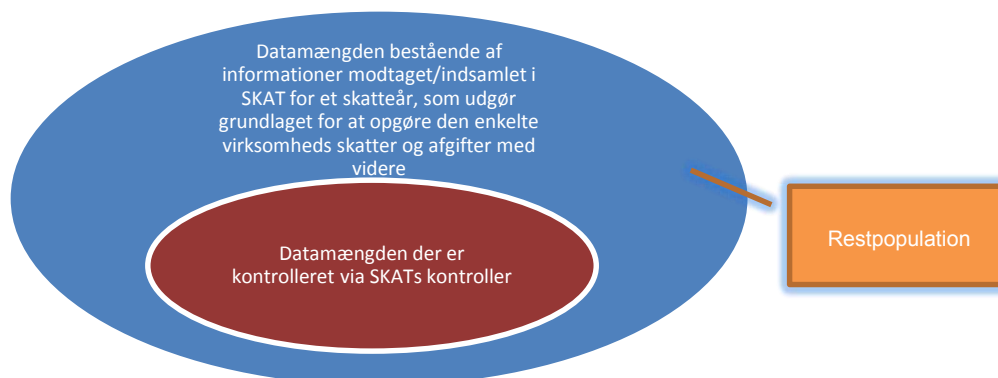 Datamængden bestående af
informationer modtaget/indsamlet i
SKAT for et skatteår, som udgør
grundlaget for at opgøre den enkelte
virksomheds skatter og afgifter med
videre
Datamængden der er
kontrolleret via SKATs kontroller
Restpopulation